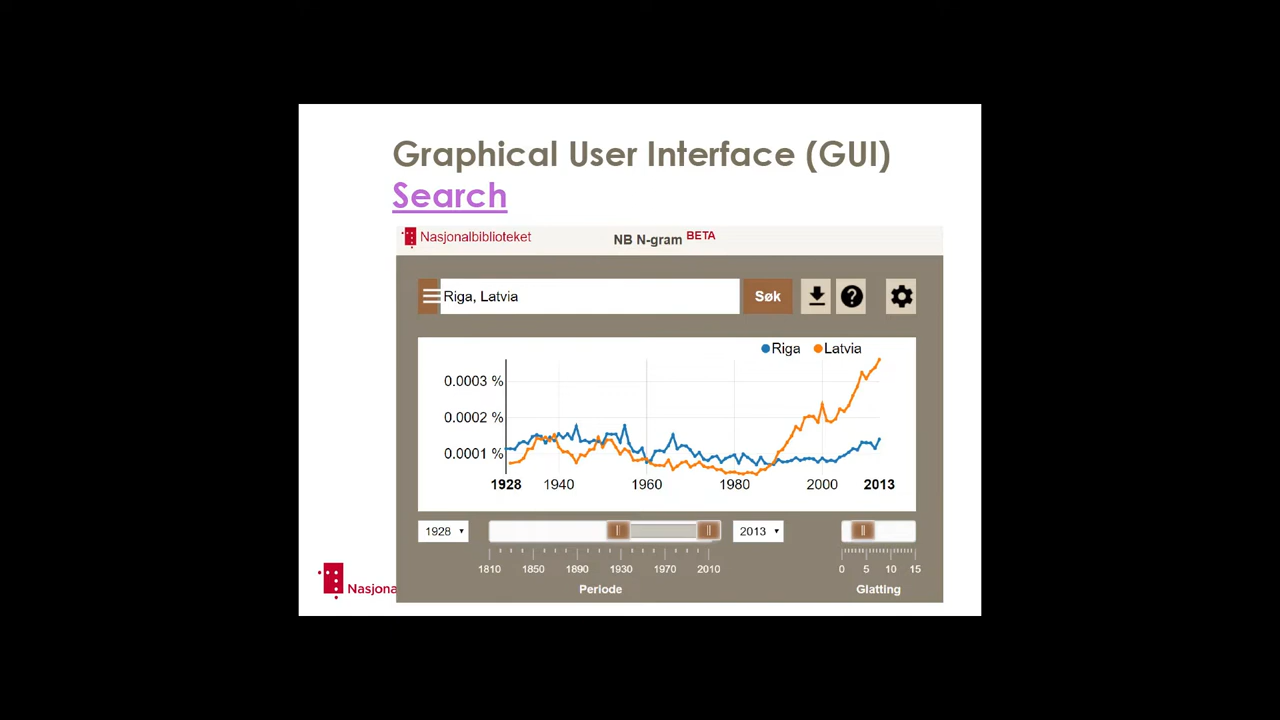 Graphical User Interface (GUI)
Search
Nasjonalbiblioteket
NB N-gram BETA
Riga, Latvia
Søk
Riga Latvia
0.0003 %
0.0002 %
0.0001 %
1928 1940 1960 1980 2000 2013
1928 2013
1810 1850 1890 1930 1970 2010
0 5 10 15
Periode
Glatting
Nasjona